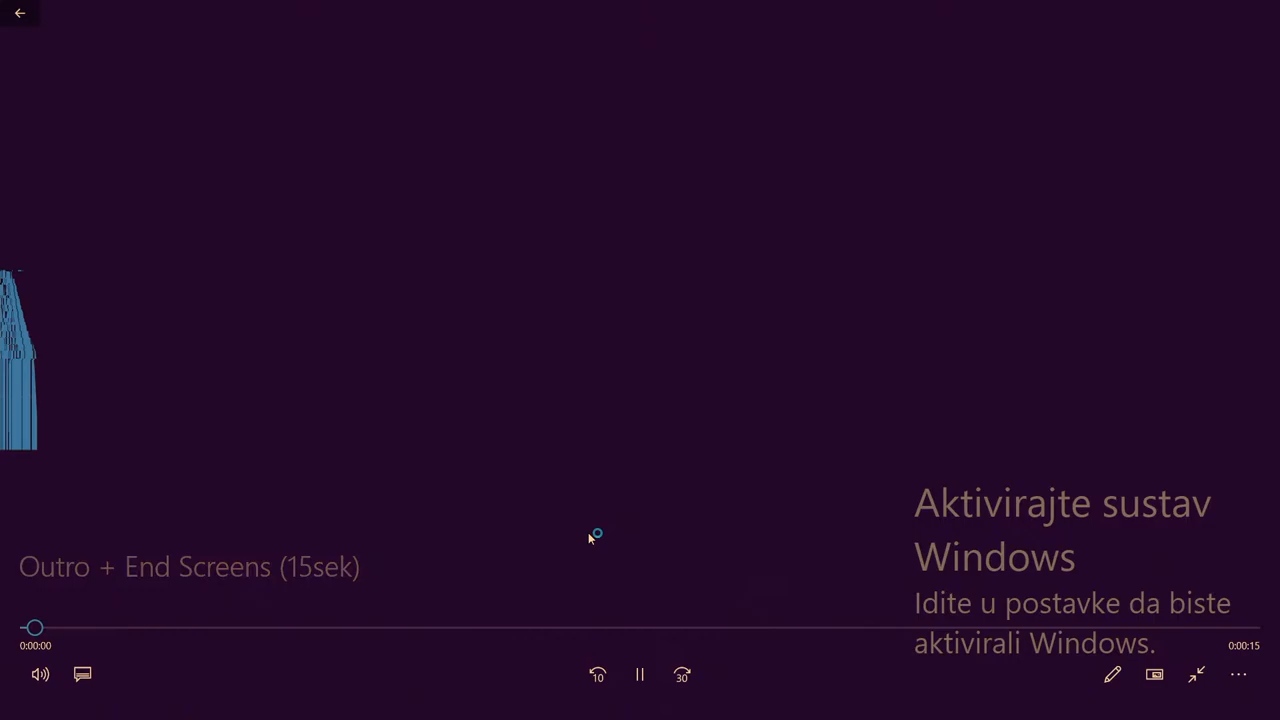 Aktivirajte sustav
Windows
Outro + End Screens (15sek)
Idite u postavke da biste
aktivirali Windows.
0:00:00
0:00:15
10
30